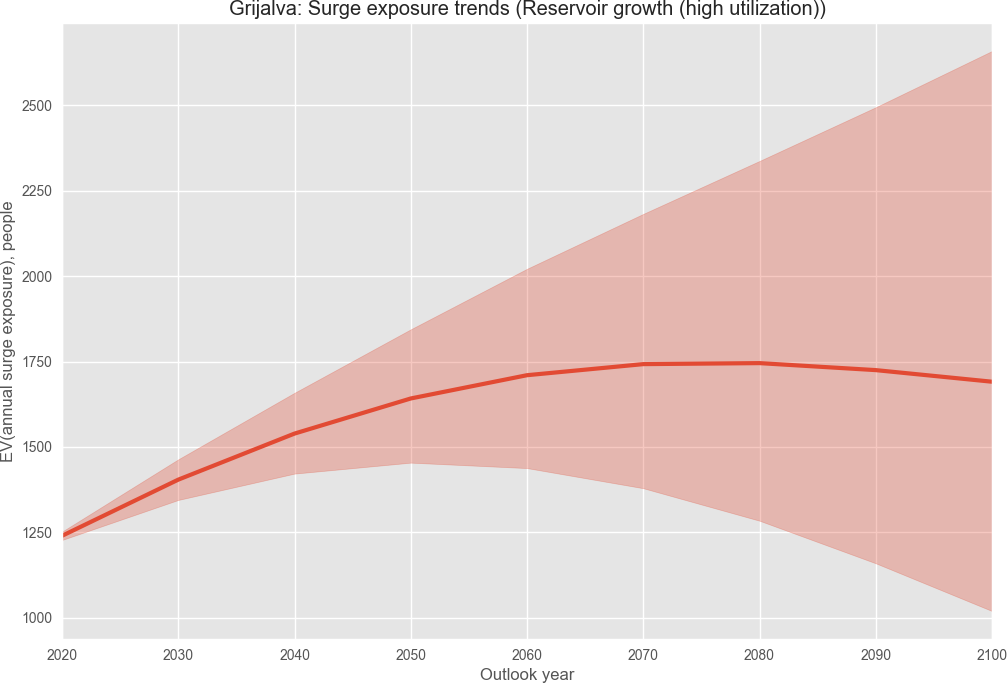 Grijalva: Surge exposure trends (Reservoir growth (high utilization))
EV(annual surge exposure), people
2500
2250
2000
1750
1500
1250
1000
2020 2030 2040 2050 2060 2070 2080 2090 2100
Outlook year